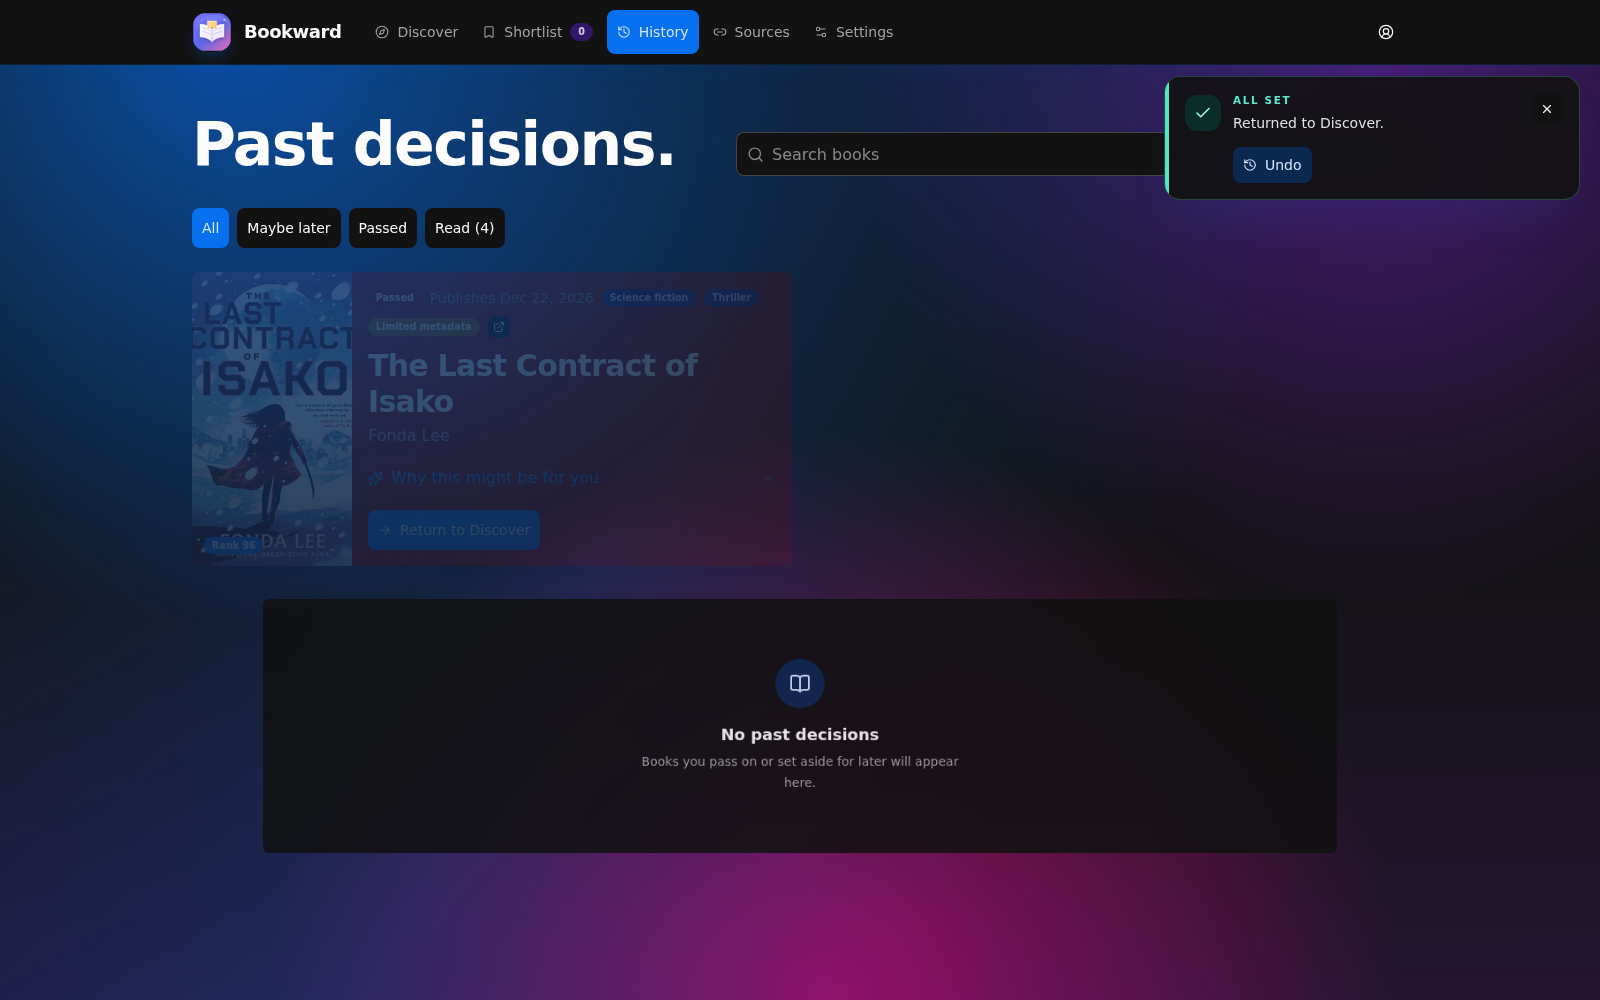 Bookward
Discover
Shortlist 0
History
Sources
Settings
ALL SET
Returned to Discover.
Undo
Past decisions.
Search books
All
Maybe later
Passed
Read (4)
THE
LAST
CONTRACT
OF
ISAKO
FONDA LEE
Rank 96
Passed Publishes Dec 22, 2026 Science fiction Thriller
Limited metadata
The Last Contract of
Isako
Fonda Lee
Why this might be for you
Return to Discover
No past decisions
Books you pass on or set aside for later will appear
here.